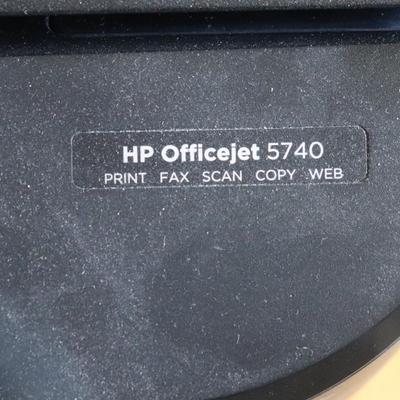 HP Officejet 5740
PRINT FAX SCAN COPY WEB